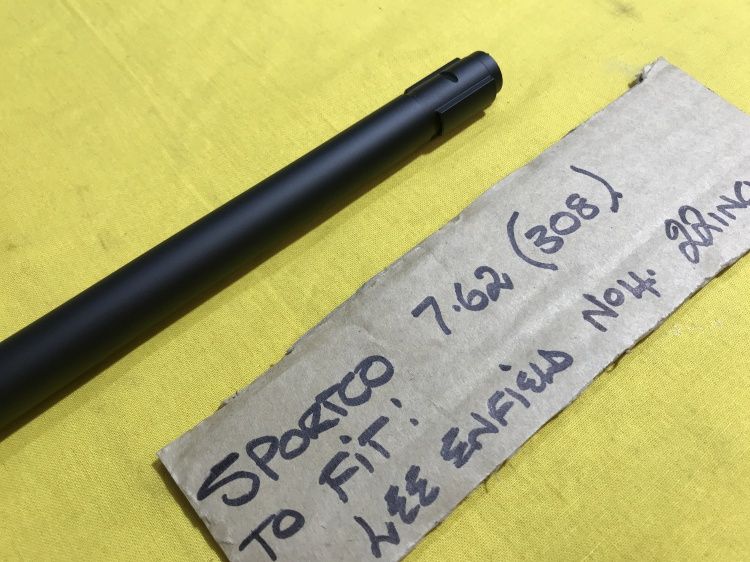 SPORTCO 7.62 (308).
TO FIT:
LEE ENFIELD NO4. 22INC